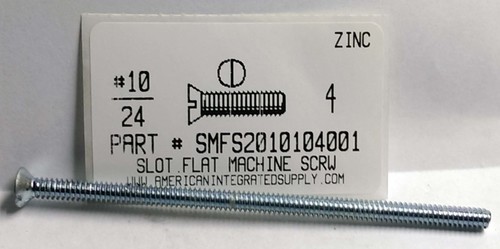 ZINC
#10
24
4
PART # SMFS2010104001
SLOT FLAT MACHINE SCRW
WWW.AMERICANINTEGRATEDSUPPLY.COM